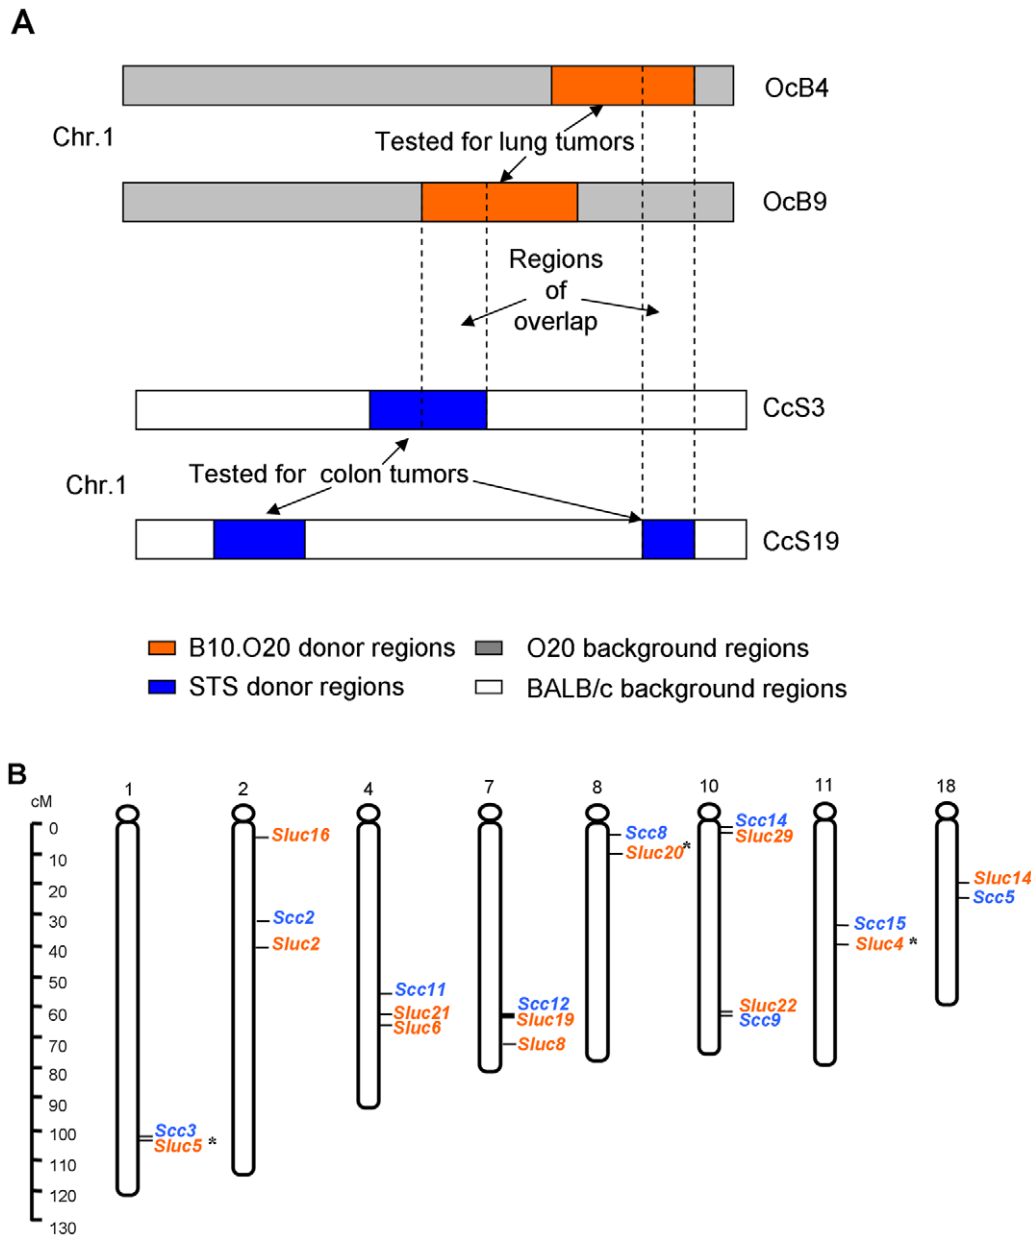 A
OcB4
Chr.1
Tested for lung tumors
OcB9
Regions
of
overlap
CcS3
Tested for colon tumors
Chr.1
CcS19
B10.O20 donor regions
O20 background regions
STS donor regions
BALB/c background regions
B
1 2 4 7 8 10 11 18
cM
0
10
20
30
40
50
60
70
80
90
100
110
120
130
Scc3
Sluc5 *
Sluc16
Scc2
Sluc2
Scc11
Sluc21
Sluc6
Scc12
Sluc19
Sluc8
Scc8
Sluc20*
Scc14
Sluc29
Sluc22
Scc9
Scc15
Sluc4 *
Sluc14
Scc5